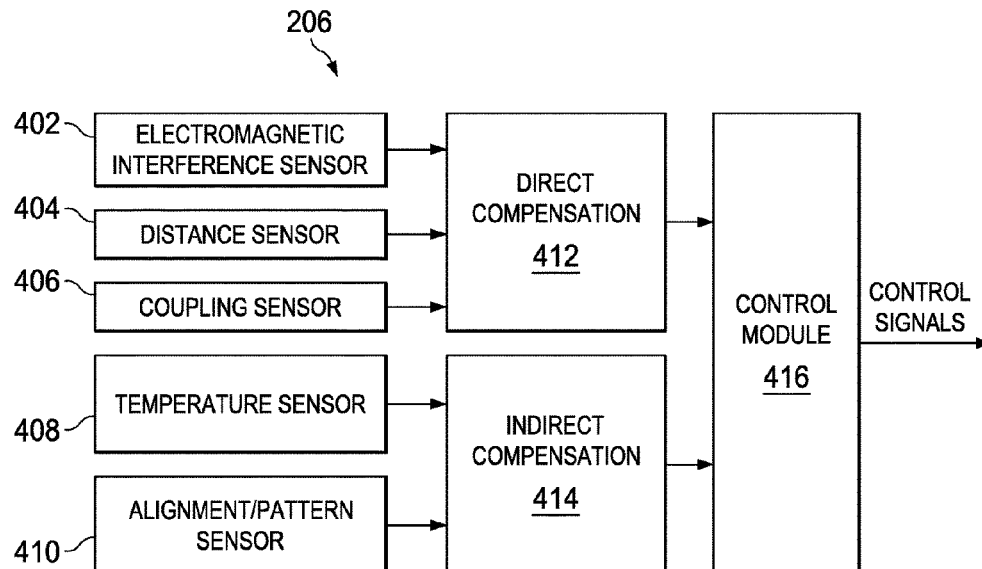 206
402
ELECTROMAGNETIC
INTERFERENCE SENSOR
404
DISTANCE SENSOR
406
COUPLING SENSOR
408
TEMPERATURE SENSOR
410
ALIGNMENT/PATTERN
SENSOR
DIRECT
COMPENSATION
412
INDIRECT
COMPENSATION
414
CONTROL
MODULE
416
CONTROL
SIGNALS